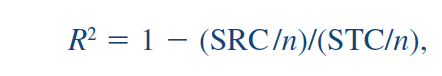 R² = 1 − (SRC/n)/(STC/n),